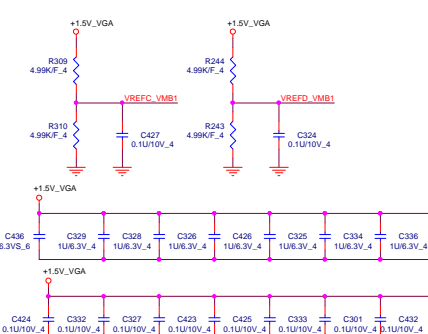 +1.5V_VGA +1.5V_VGA
R309 R244
4.99K/F_4 4.99K/F_4
VREFC_VMB1 VREFD_VMB1
R310 C427 R243 C324
4.99K/F_4 0.1U/10V_4 4.99K/F_4 0.1U/10V_4
+1.5V_VGA
C436 C329 C328 C326 C426 C325 C334 C336
6.3VS_6 1U/6.3V_4 1U/6.3V_4 1U/6.3V_4 1U/6.3V_4 1U/6.3V_4 1U/6.3V_4 1U/6.3V_4
+1.5V_VGA
C424 C332 C327 C423 C425 C333 C301 C432
0.1U/10V_4 0.1U/10V_4 0.1U/10V_4 0.1U/10V_4 0.1U/10V_4 0.1U/10V_4 0.1U/10V_4 0.1U/10V_4